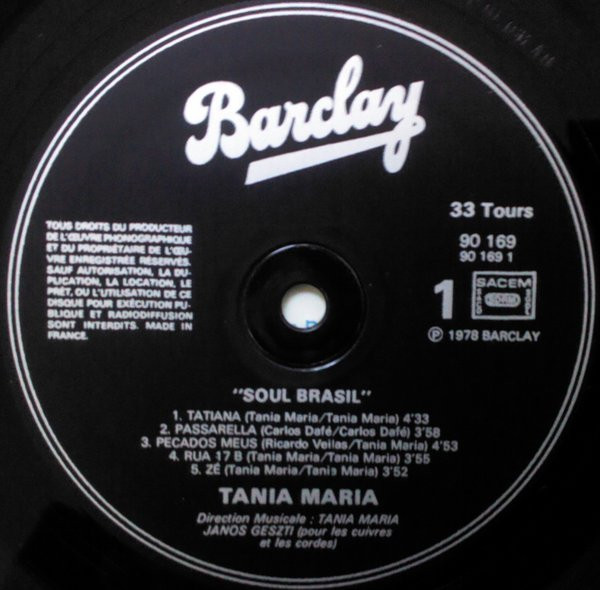 Barclay
33 Tours
90 169
90 169 1
TOUS DROITS DU PRODUCTEUR
DE L'ŒUVRE PHONOGRAPHIQUE
ET DU PROPRIÉTAIRE DE L'ŒU-
VRE ENREGISTRÉE RÉSERVÉS.
SAUF AUTORISATION, LA DU-
PLICATION, LA LOCATION, LE
PRÊT, OU L'UTILISATION DE CE
DISQUE POUR EXÉCUTION PU-
BLIQUE ET RADIODIFFUSION
SONT INTERDITS. MADE IN
FRANCE.
1
SACEM
SDRM
SACD
℗ 1978 BARCLAY
"SOUL BRASIL"
1. TATIANA (Tania Maria/Tania Maria) 4'33
2. PASSARELLA (Carlos Dafé/Carlos Dafé) 3'58
3. PECADOS MEUS (Ricardo Vellas/Tania Maria) 4'53
4. RUA 17 B (Tania Maria/Tania Maria) 3'55
5. ZÉ (Tania Maria/Tania Maria) 3'52
TANIA MARIA
Direction Musicale : TANIA MARIA
JANOS GESZTI (pour les cuivres
et les cordes)